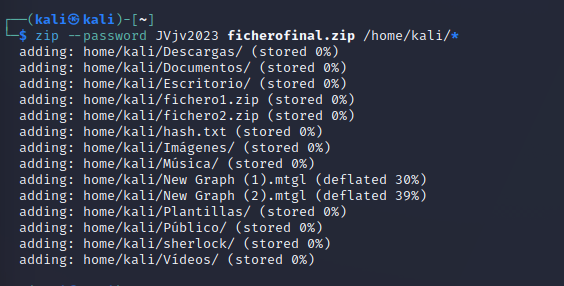 ┌──(kali㉿kali)-[~]
└─$ zip --password JVjv2023 ficherofinal.zip /home/kali/*
adding: home/kali/Descargas/ (stored 0%)
adding: home/kali/Documentos/ (stored 0%)
adding: home/kali/Escritorio/ (stored 0%)
adding: home/kali/fichero1.zip (stored 0%)
adding: home/kali/fichero2.zip (stored 0%)
adding: home/kali/hash.txt (stored 0%)
adding: home/kali/Imágenes/ (stored 0%)
adding: home/kali/Música/ (stored 0%)
adding: home/kali/New Graph (1).mtgl (deflated 30%)
adding: home/kali/New Graph (2).mtgl (deflated 39%)
adding: home/kali/Plantillas/ (stored 0%)
adding: home/kali/Público/ (stored 0%)
adding: home/kali/sherlock/ (stored 0%)
adding: home/kali/Vídeos/ (stored 0%)